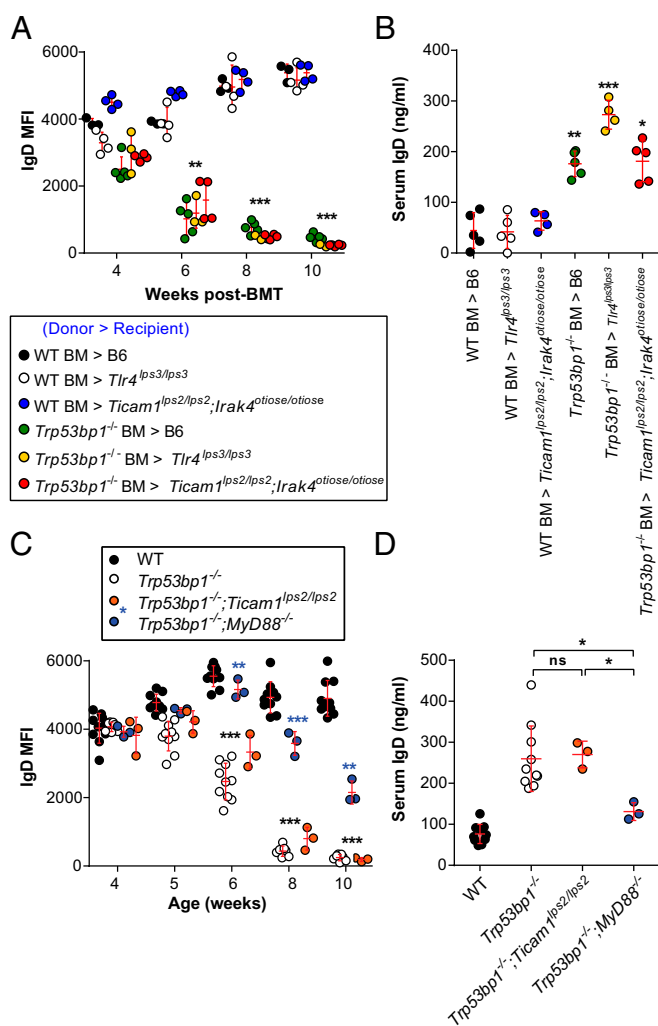 A
IgD MFI
6000
4000
2000
0
**
***
***
4 6 8 10
Weeks post-BMT
(Donor > Recipient)
WT BM > B6
WT BM > Tlr4lps3/lps3
WT BM > Ticam1lps2/lps2;Irak4otiose/otiose
Trp53bp1-/- BM > B6
Trp53bp1-/- BM > Tlr4lps3/lps3
Trp53bp1-/- BM > Ticam1lps2/lps2;Irak4otiose/otiose
B
Serum IgD (ng/ml)
400
300
200
100
0
**
***
*
WT BM > B6
WT BM > Tlr4lps3/lps3
WT BM > Ticam1lps2/lps2;Irak4otiose/otiose
Trp53bp1-/- BM > B6
Trp53bp1-/- BM > Tlr4lps3lps3
Trp53bp1-/- BM > Ticam1lps2/lps2;Irak4otiose/otiose
C
WT
Trp53bp1-/-
Trp53bp1-/-;Ticam1lps2/lps2
* Trp53bp1-/-;MyD88-/-
IgD MFI
6000
4000
2000
0
**
***
***
***
**
***
4 5 6 8 10
Age (weeks)
D
Serum IgD (ng/ml)
500
400
300
200
100
0
*
ns *
WT
Trp53bp1-/-
Trp53bp1-/-;Ticam1lps2/lps2
Trp53bp1-/-;MyD88-/-